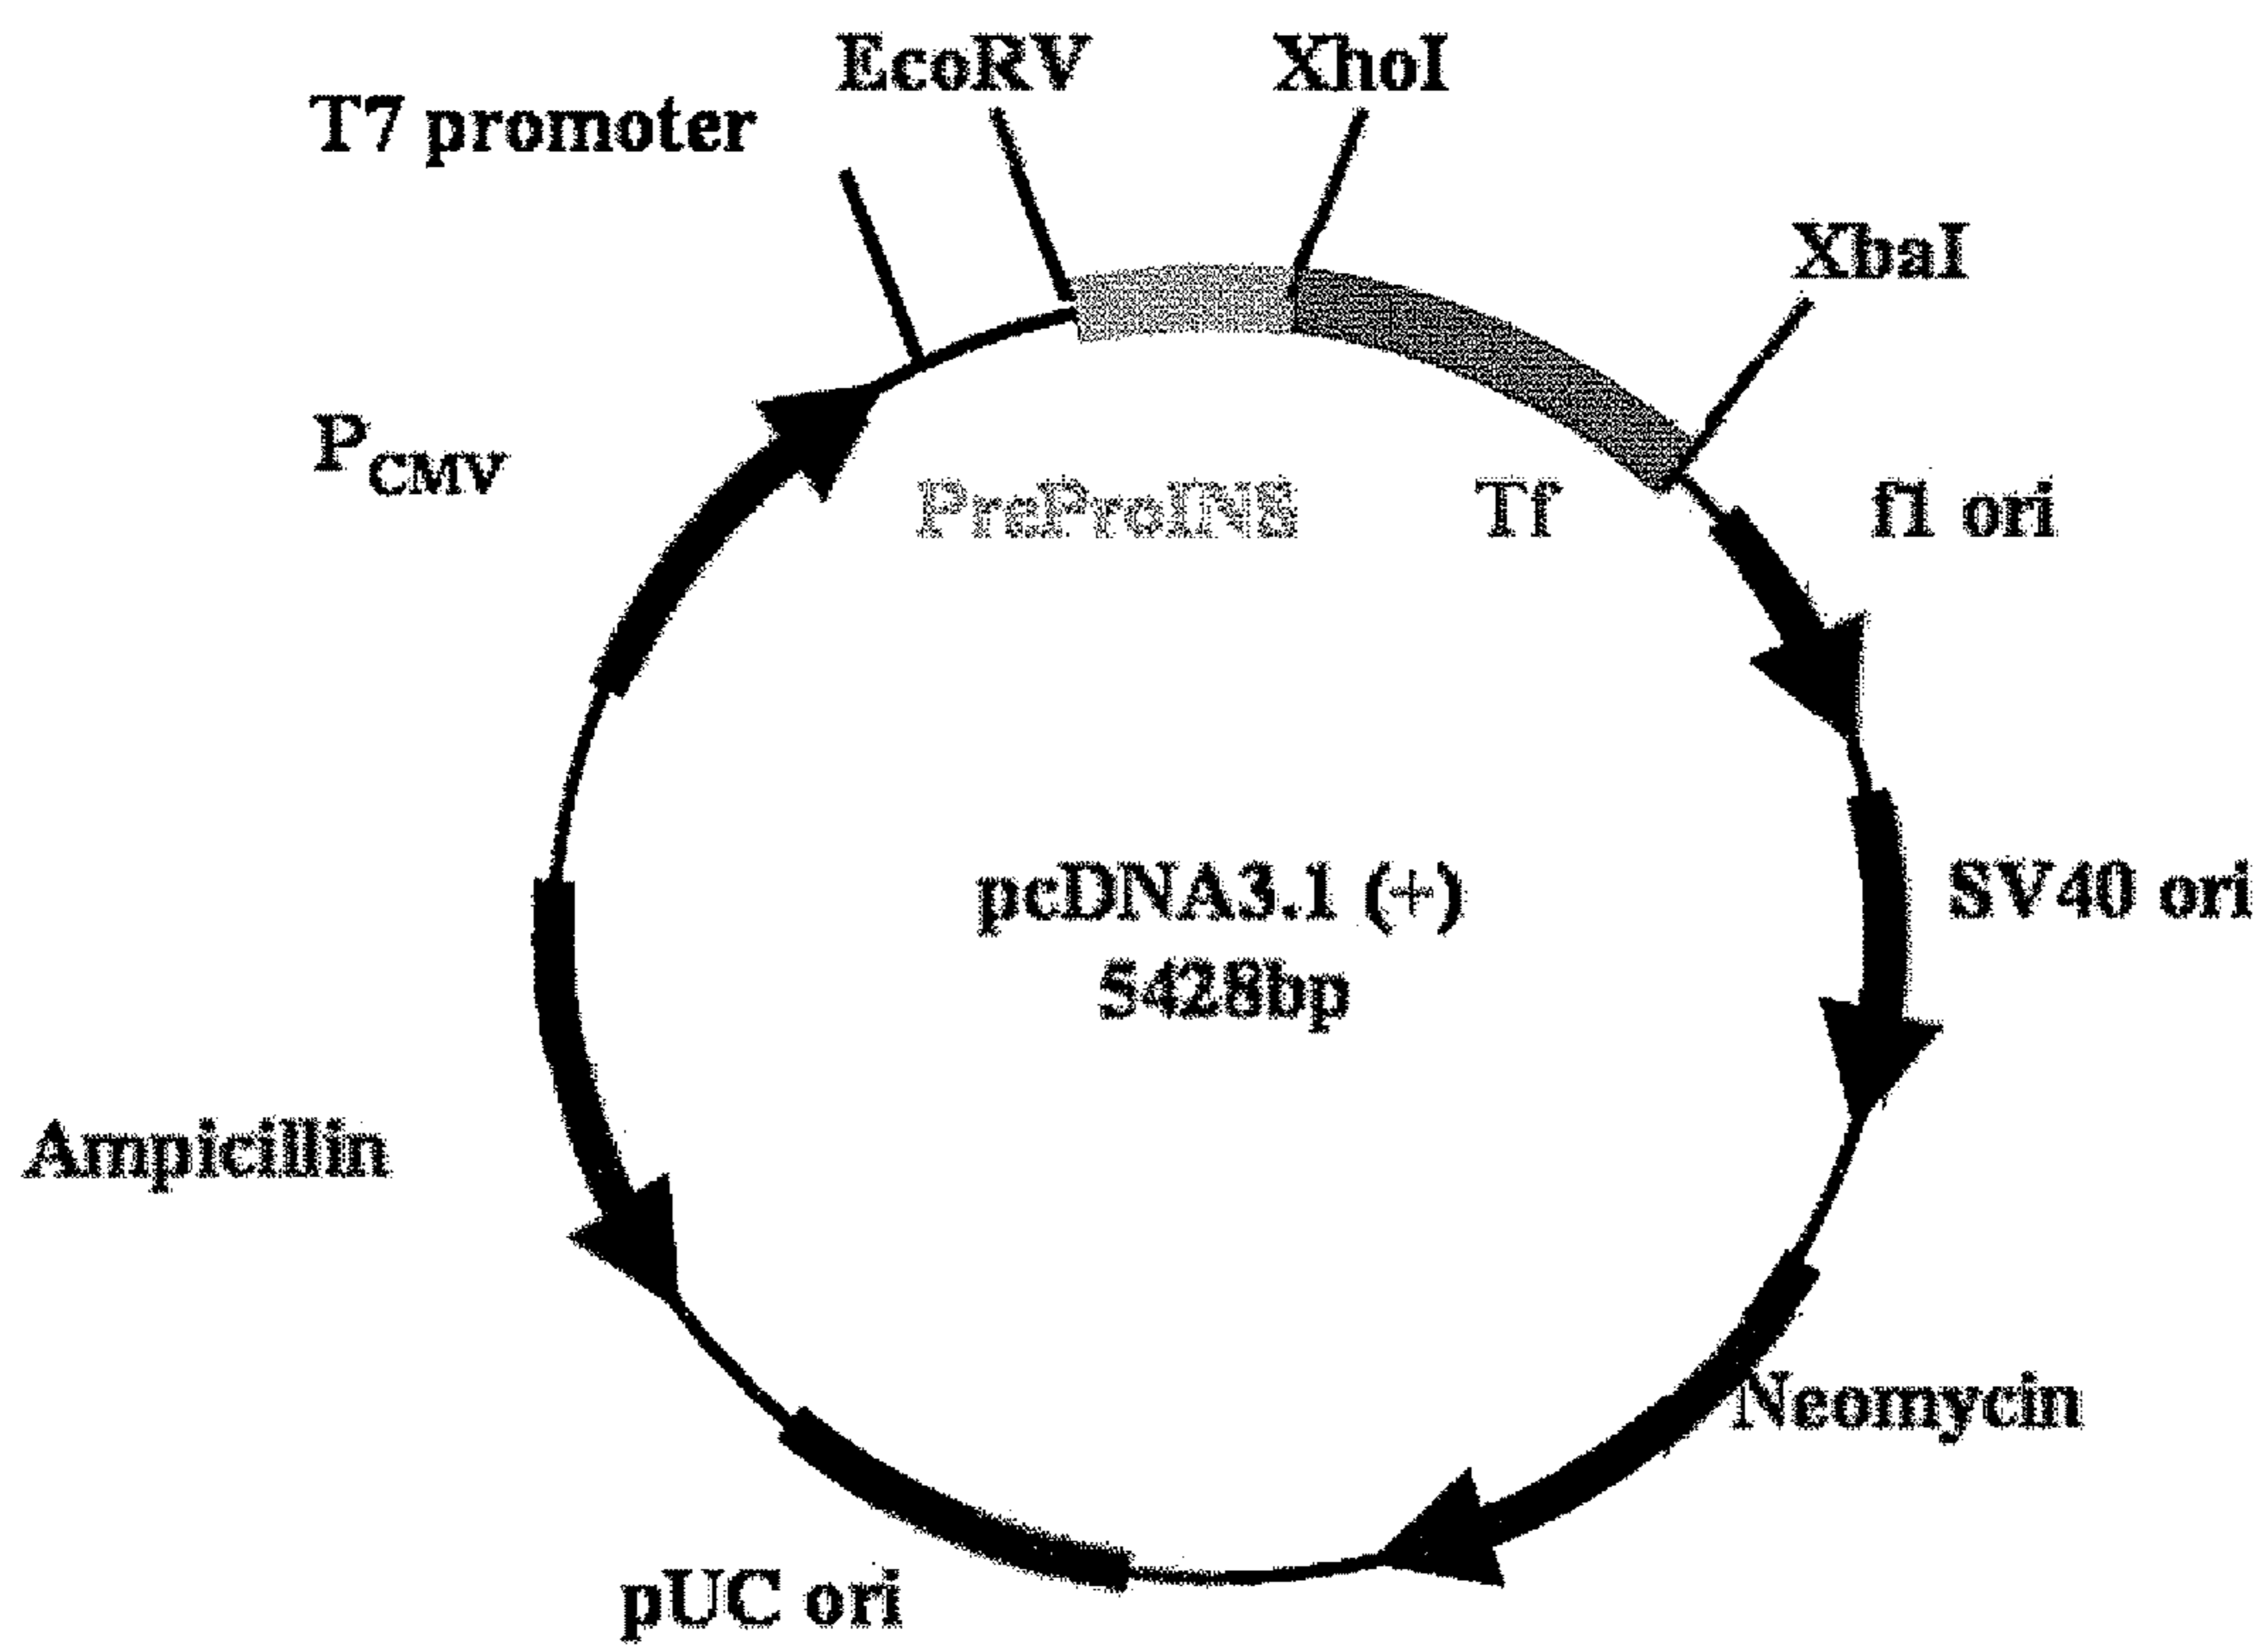 EcoRV
XhoI
T7 promoter
XbaI
PCMV
PreProINS
Tf
f1 ori
pcDNA3.1 (+)
5428bp
SV40 ori
Ampicillin
Neomycin
pUC ori